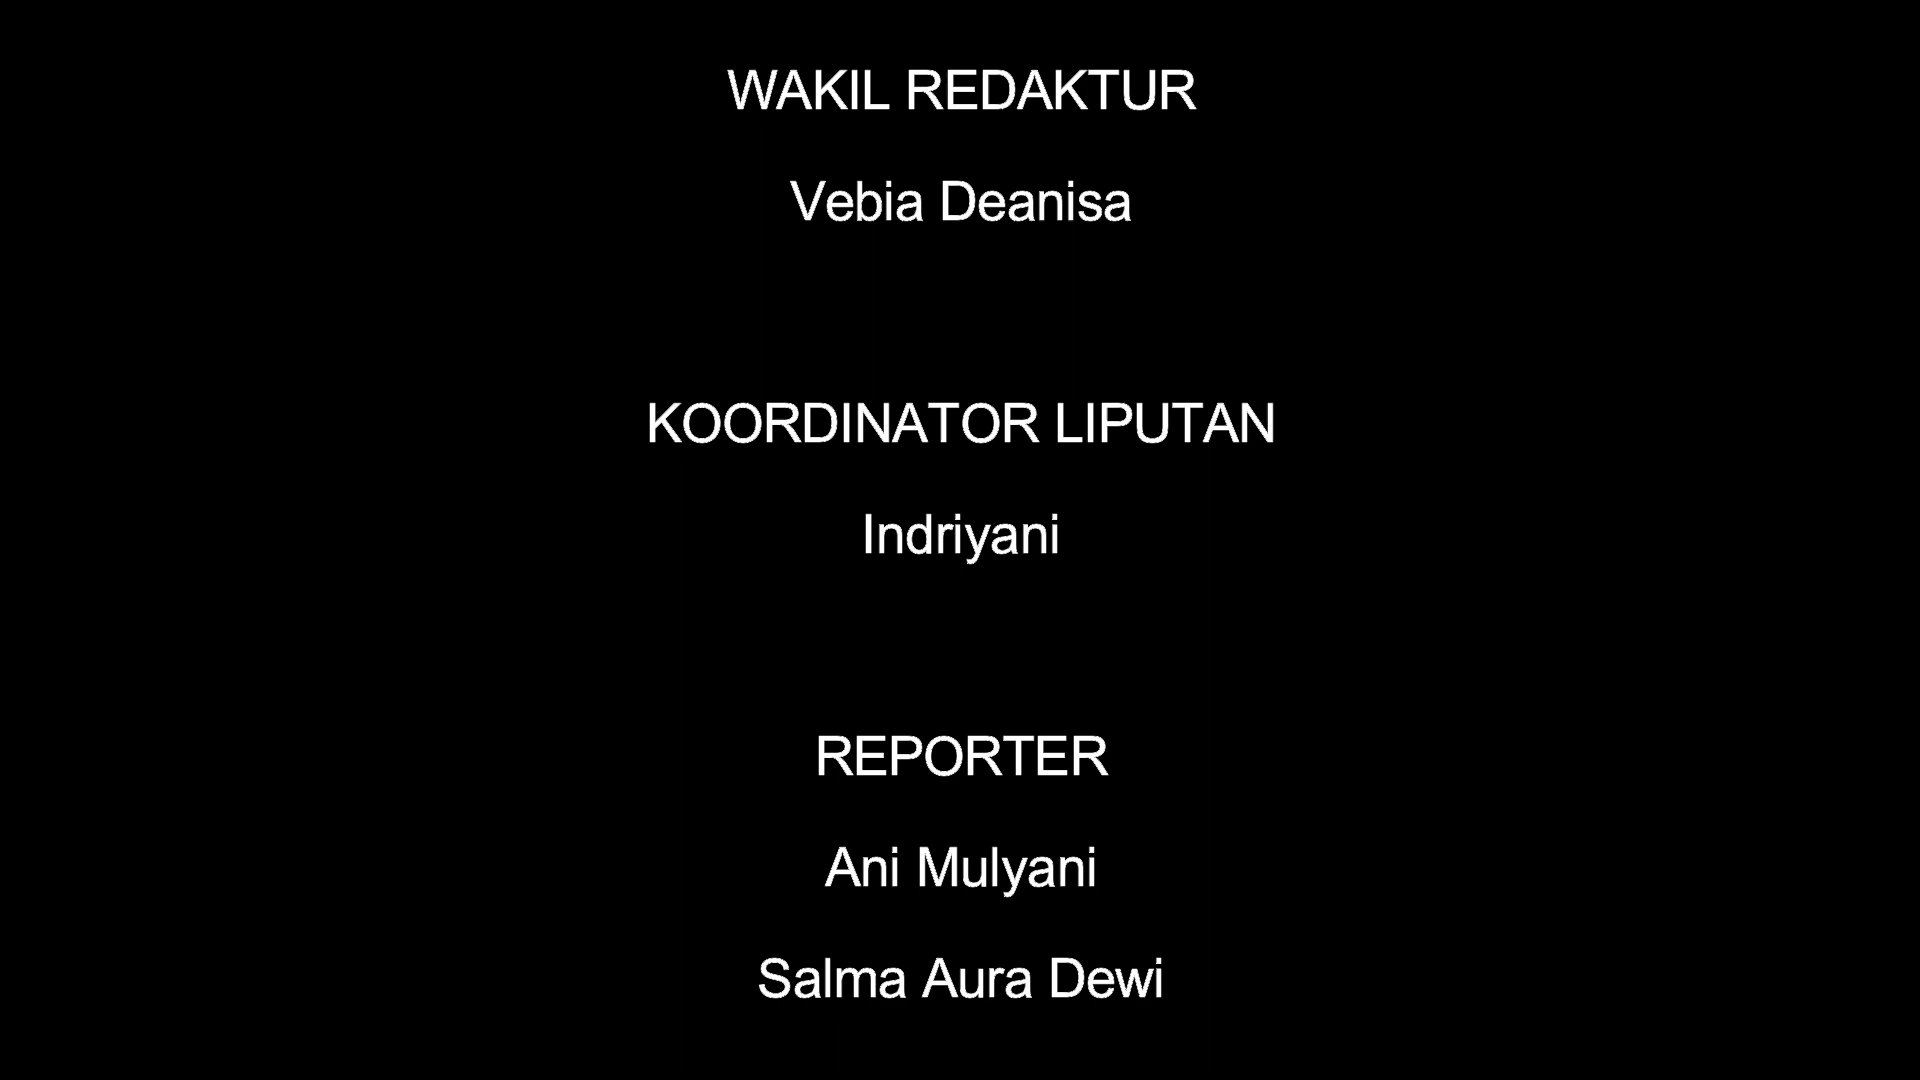 WAKIL REDAKTUR
Vebia Deanisa
KOORDINATOR LIPUTAN
Indriyani
REPORTER
Ani Mulyani
Salma Aura Dewi